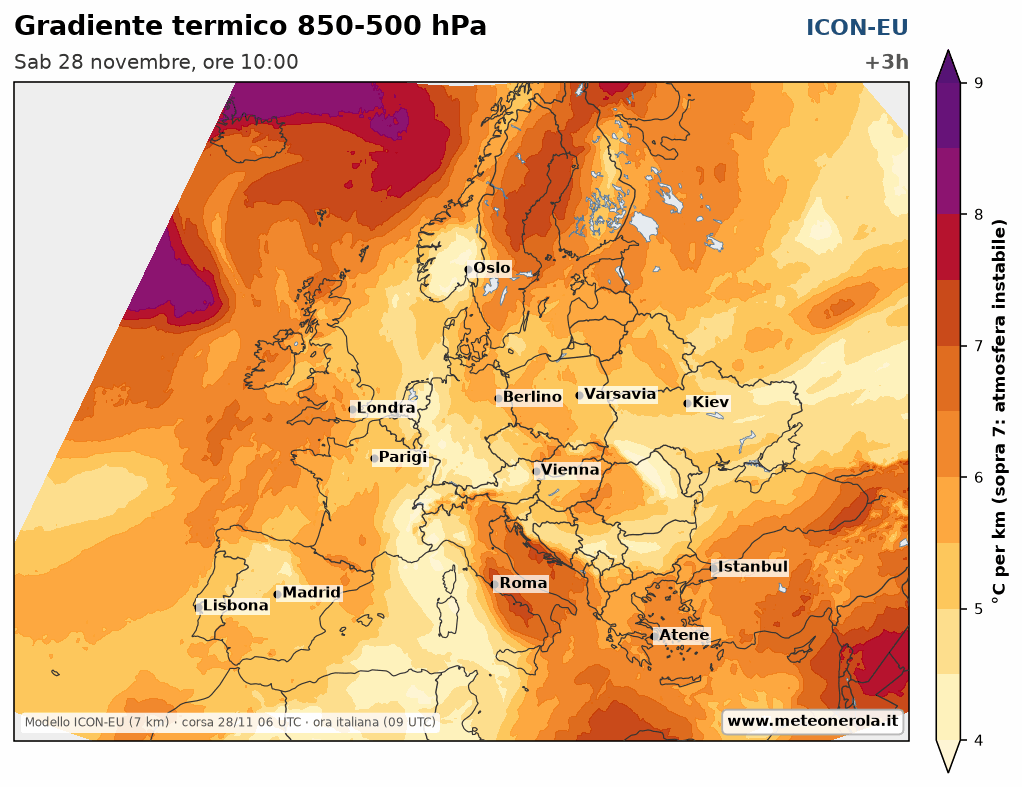 Gradiente termico 850-500 hPa
ICON-EU
Sab 28 novembre, ore 10:00
+3h
Oslo
Berlino
Varsavia
Kiev
Londra
Parigi
Vienna
Istanbul
Roma
Madrid
Lisbona
Atene
Modello ICON-EU (7 km) · corsa 28/11 06 UTC · ora italiana (09 UTC)
www.meteonerola.it
9
8
7
6
5
4
°C per km (sopra 7: atmosfera instabile)